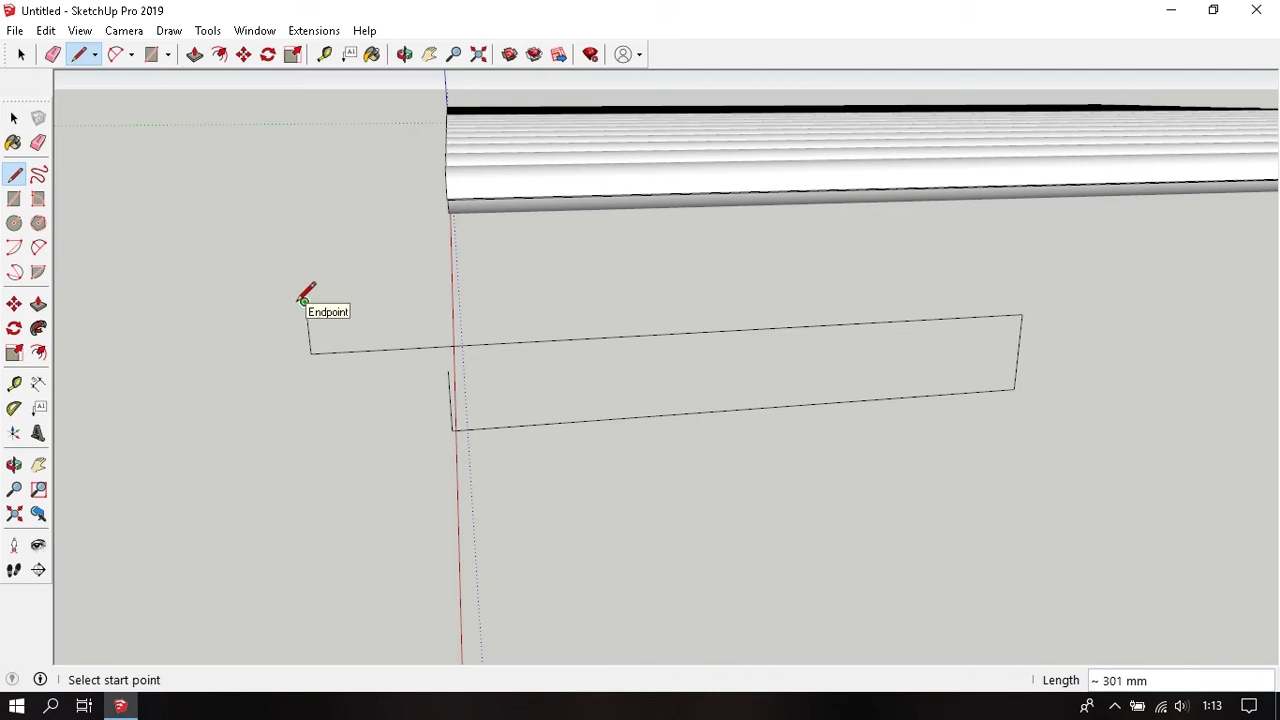 Untitled - SketchUp Pro 2019
File Edit View Camera Draw Tools Window Extensions Help
Endpoint
Select start point
Length ~ 301 mm
1:13